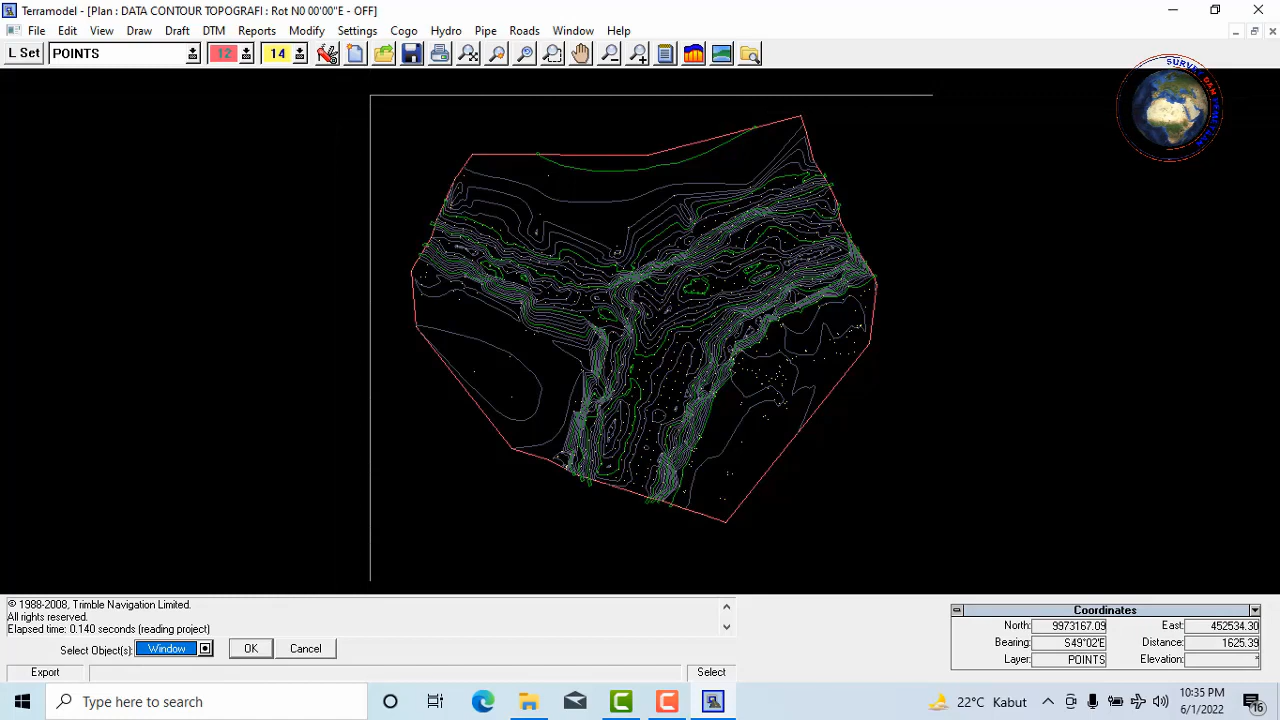 Terramodel - [Plan : DATA CONTOUR TOPOGRAFI : Rot N0 00'00"E - OFF]
File Edit View Draw Draft DTM Reports Modify Settings Cogo Hydro Pipe Roads Window Help
L Set POINTS 12 14
SURVEY DAN PEMETAAN
© 1988-2008, Trimble Navigation Limited.
All rights reserved.
Elapsed time: 0.140 seconds (reading project)
Select Object(s): Window OK Cancel
Export Select
Coordinates
North: 9973167.09 East: 452534.30
Bearing: S49°02'E Distance: 1625.39
Layer: POINTS Elevation: *
Type here to search
22°C Kabut
10:35 PM
6/1/2022
16